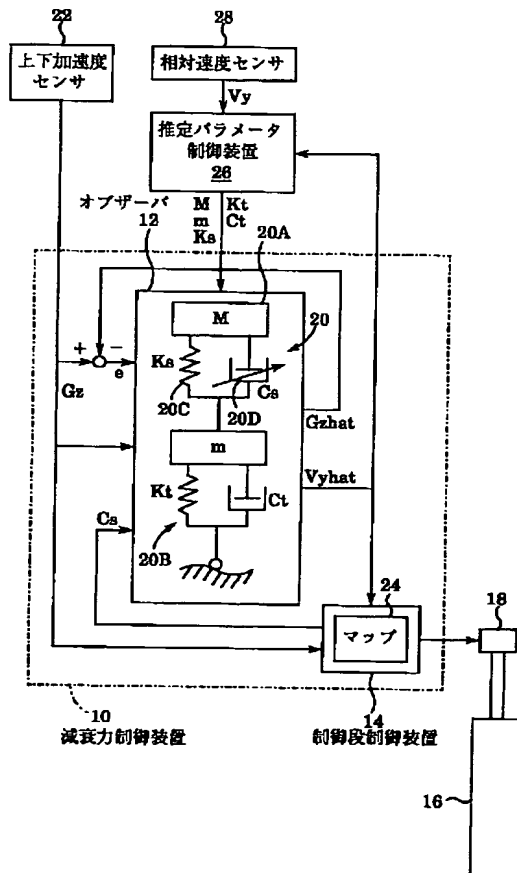 22
上下加速度
センサ
28
相対速度センサ
Vy
推定パラメータ
制御装置
26
オブザーバ
12
M Kt
m Ct
Ks
20A
M
20
+
−
e
Gz
Ks
20C
20D
Cs
Gzhat
m
Kt
Ct
Vyhat
Cs
20B
24
マップ
18
10
減衰力制御装置
14
制御段制御装置
16